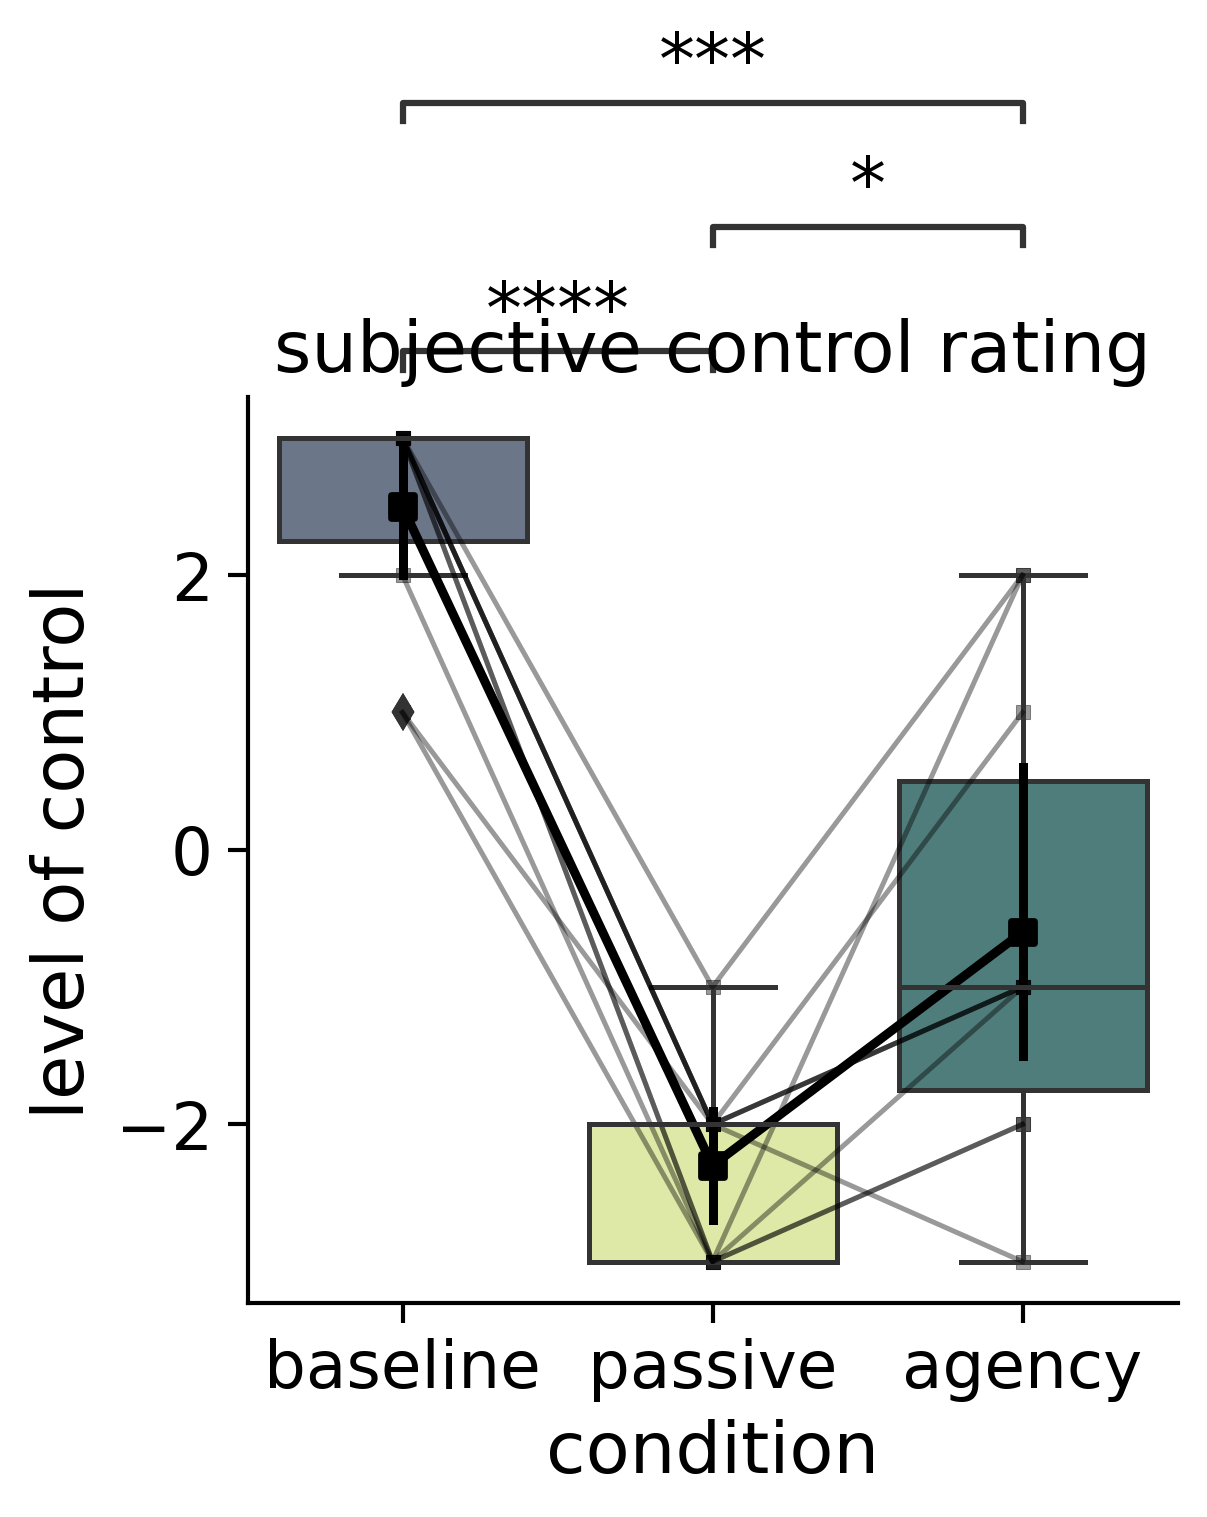 ***
*
****
subjective control rating
level of control
2
0
−2
baseline passive agency
condition